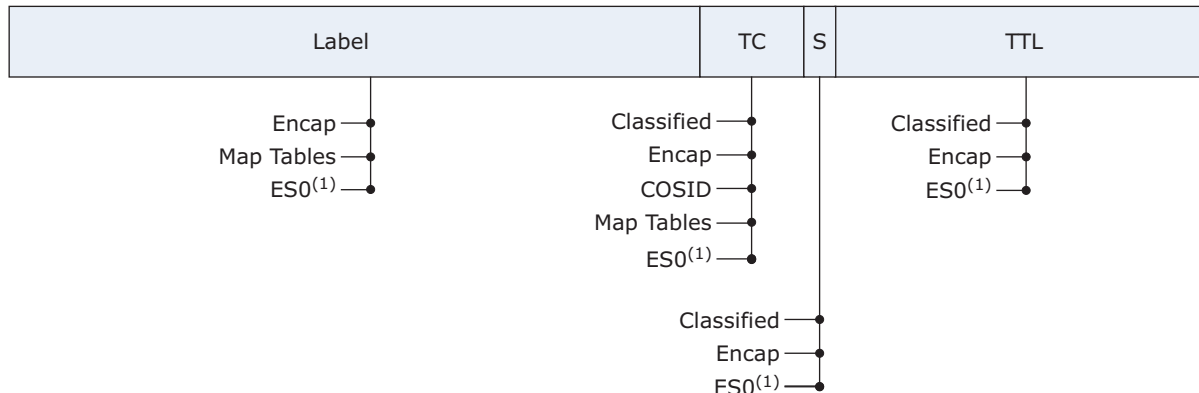 Label TC S TTL
Encap
Map Tables
ES0(1)
Classified
Encap
COSID
Map Tables
ES0(1)
Classified
Encap
ES0(1)
Classified
Encap
ES0(1)